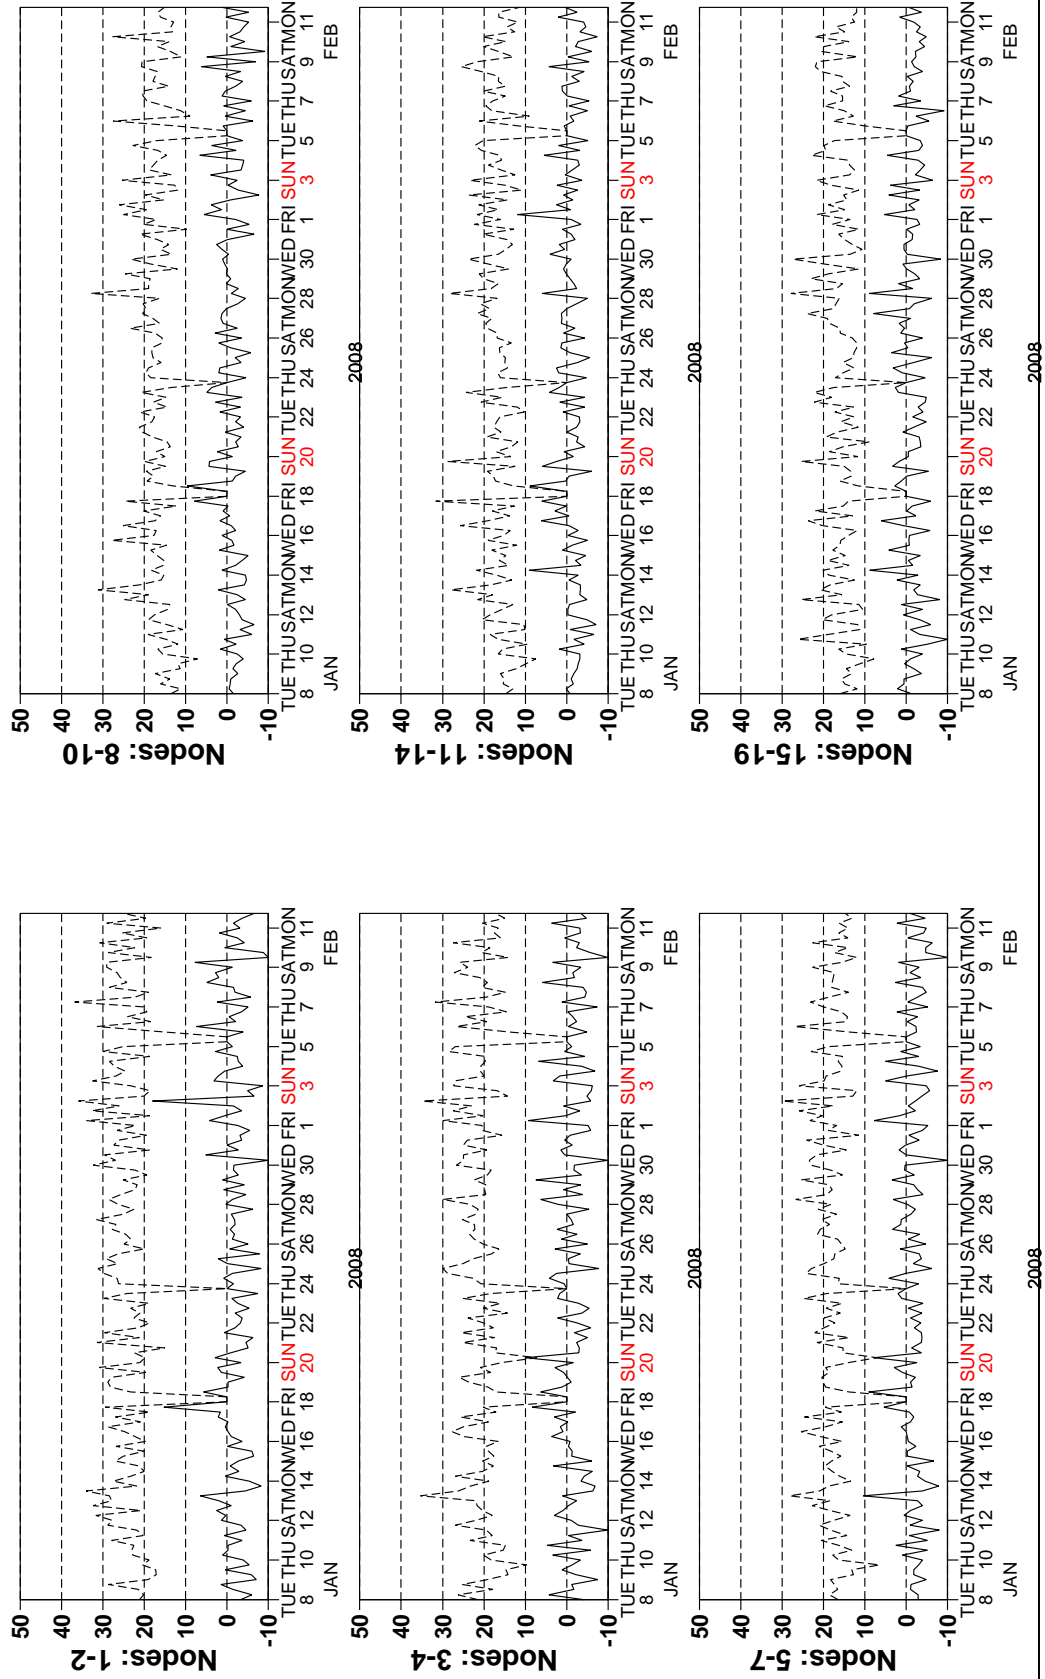 Nodes: 1-2
50
40
30
20
10
0
-10
TUE THU SAT MON WED FRI SUN TUE THU SAT MON WED FRI SUN TUE THU SAT MON
8 10 12 14 16 18 20 22 24 26 28 30 1 3 5 7 9 11
JAN FEB
2008
Nodes: 3-4
50
40
30
20
10
0
-10
TUE THU SAT MON WED FRI SUN TUE THU SAT MON WED FRI SUN TUE THU SAT MON
8 10 12 14 16 18 20 22 24 26 28 30 1 3 5 7 9 11
JAN FEB
2008
Nodes: 5-7
50
40
30
20
10
0
-10
TUE THU SAT MON WED FRI SUN TUE THU SAT MON WED FRI SUN TUE THU SAT MON
8 10 12 14 16 18 20 22 24 26 28 30 1 3 5 7 9 11
JAN FEB
2008
Nodes: 8-10
50
40
30
20
10
0
-10
TUE THU SAT MON WED FRI SUN TUE THU SAT MON WED FRI SUN TUE THU SAT MON
8 10 12 14 16 18 20 22 24 26 28 30 1 3 5 7 9 11
JAN FEB
2008
Nodes: 11-14
50
40
30
20
10
0
-10
TUE THU SAT MON WED FRI SUN TUE THU SAT MON WED FRI SUN TUE THU SAT MON
8 10 12 14 16 18 20 22 24 26 28 30 1 3 5 7 9 11
JAN FEB
2008
Nodes: 15-19
50
40
30
20
10
0
-10
TUE THU SAT MON WED FRI SUN TUE THU SAT MON WED FRI SUN TUE THU SAT MON
8 10 12 14 16 18 20 22 24 26 28 30 1 3 5 7 9 11
JAN FEB
2008